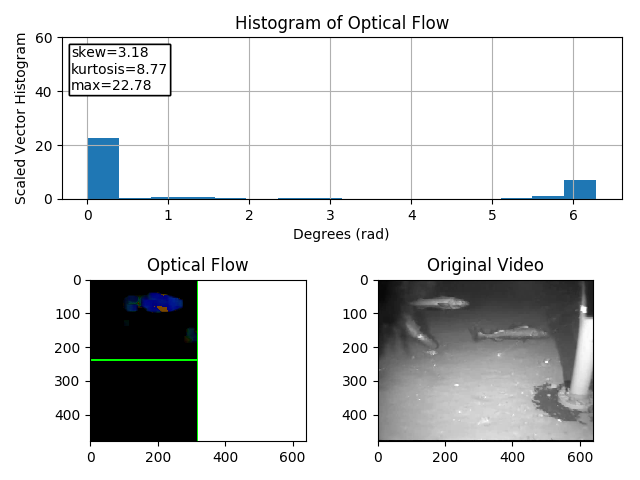 Histogram of Optical Flow
Scaled Vector Histogram
60
40
20
0
skew=3.18
kurtosis=8.77
max=22.78
0 1 2 3 4 5 6
Degrees (rad)
Optical Flow
0
100
200
300
400
0 200 400 600
Original Video
0
100
200
300
400
0 200 400 600